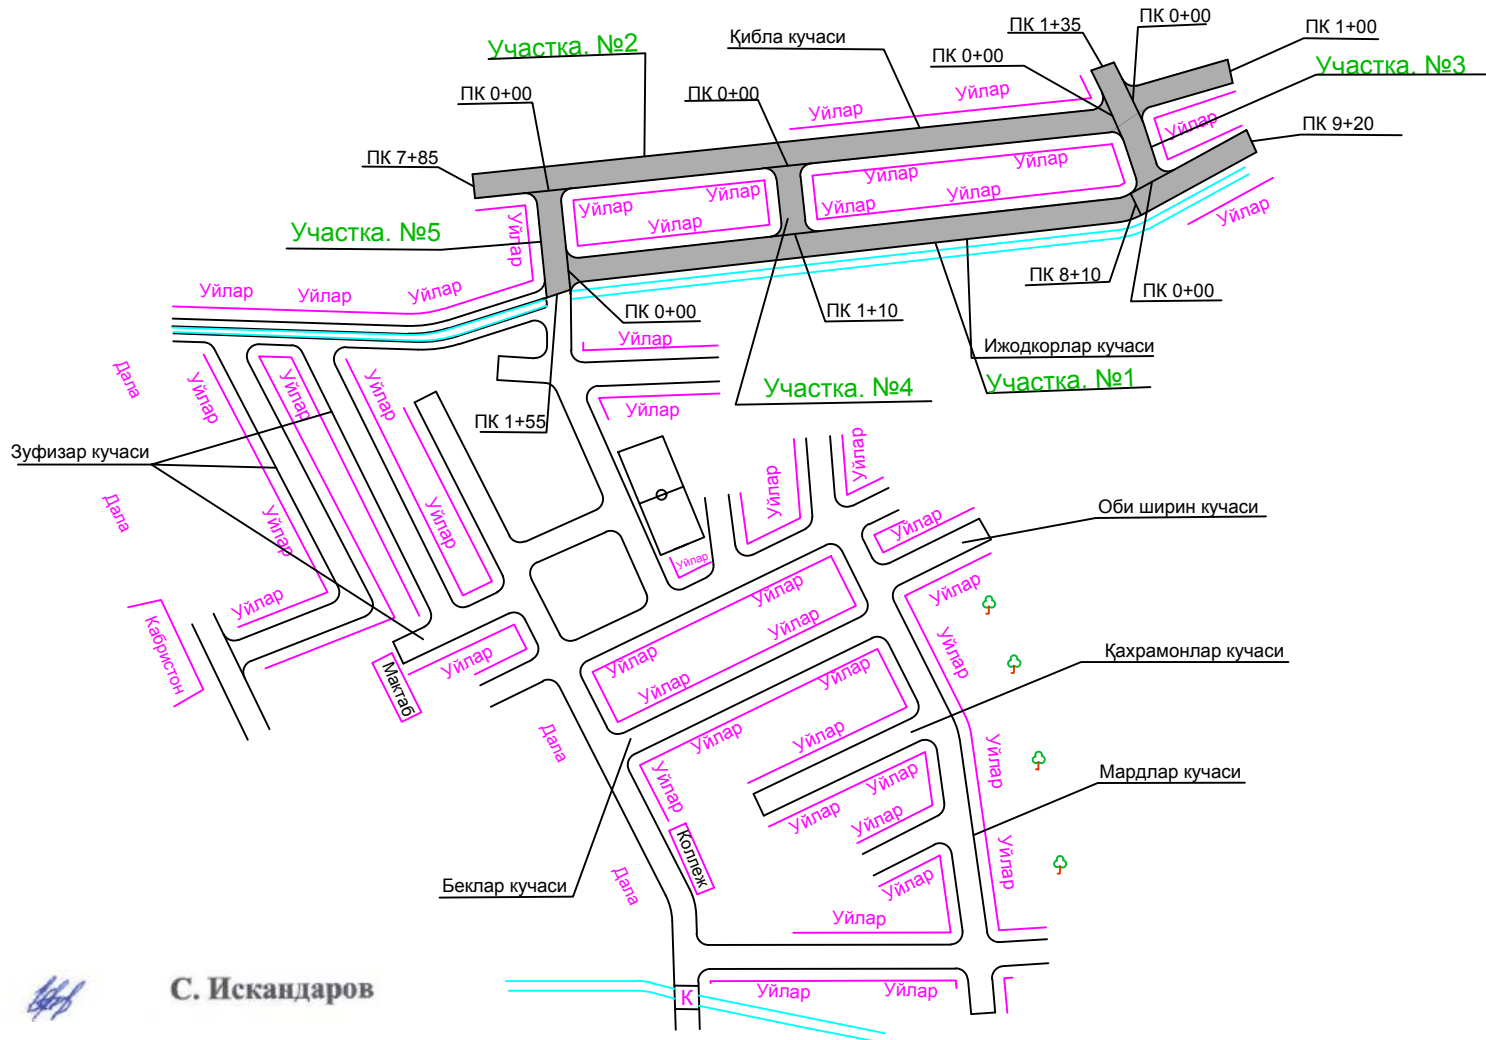 ПК 0+00
ПК 1+35
ПК 1+00
Участка. №2
Қибла кучаси
ПК 0+00
Участка. №3
ПК 0+00
ПК 0+00
Уйлар
Уйлар
Уйлар
ПК 9+20
ПК 7+85
Уйлар
Уйлар
Уйлар
Уйлар
Уйлар
Уйлар
Уйлар
Уйлар
Уйлар
Уйлар
Участка. №5
ПК 8+10
ПК 0+00
Уйлар
Уйлар
Уйлар
ПК 0+00
ПК 1+10
Уйлар
Ижодкорлар кучаси
Дала
Уйлар
Уйлар
Уйлар
Участка. №4
Участка. №1
Уйлар
ПК 1+55
Зуфизар кучаси
Уйлар
Уйлар
Дала
Уйлар
Уйлар
Уйлар
Оби ширин кучаси
Уйлар
Уйлар
Уйлар
Уйлар
Уйлар
Кабристон
Уйлар
Уйлар
Уйлар
Уйлар
Қахрамонлар кучаси
Мактаб
Уйлар
Уйлар
Дала
Уйлар
Уйлар
Уйлар
Уйлар
Уйлар
Мардлар кучаси
Уйлар
Уйлар
Коллеж
Уйлар
Беклар кучаси
Дала
Уйлар
Уйлар
С. Искандаров
К
Уйлар
Уйлар